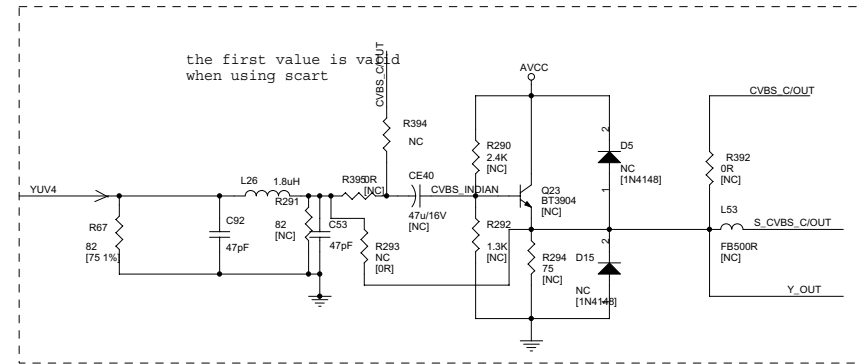 the first value is valid
when using scart
CVBS_C/OUT
AVCC
CVBS_C/OUT
R394
NC
R290
2.4K
[NC]
2
D5
NC
[1N4148]
1
R392
0R
[NC]
YUV4
L26
1.8uH
R395
0R
[NC]
CE40
47u/16V
[NC]
CVBS_INDIAN
Q23
BT3904
[NC]
R67
82
[75 1%]
C92
47pF
R291
82
[NC]
C53
47pF
R293
NC
[0R]
R292
1.3K
[NC]
R294
75
[NC]
2
D15
NC
[1N4148]
1
L53
FB500R
[NC]
S_CVBS_C/OUT
Y_OUT